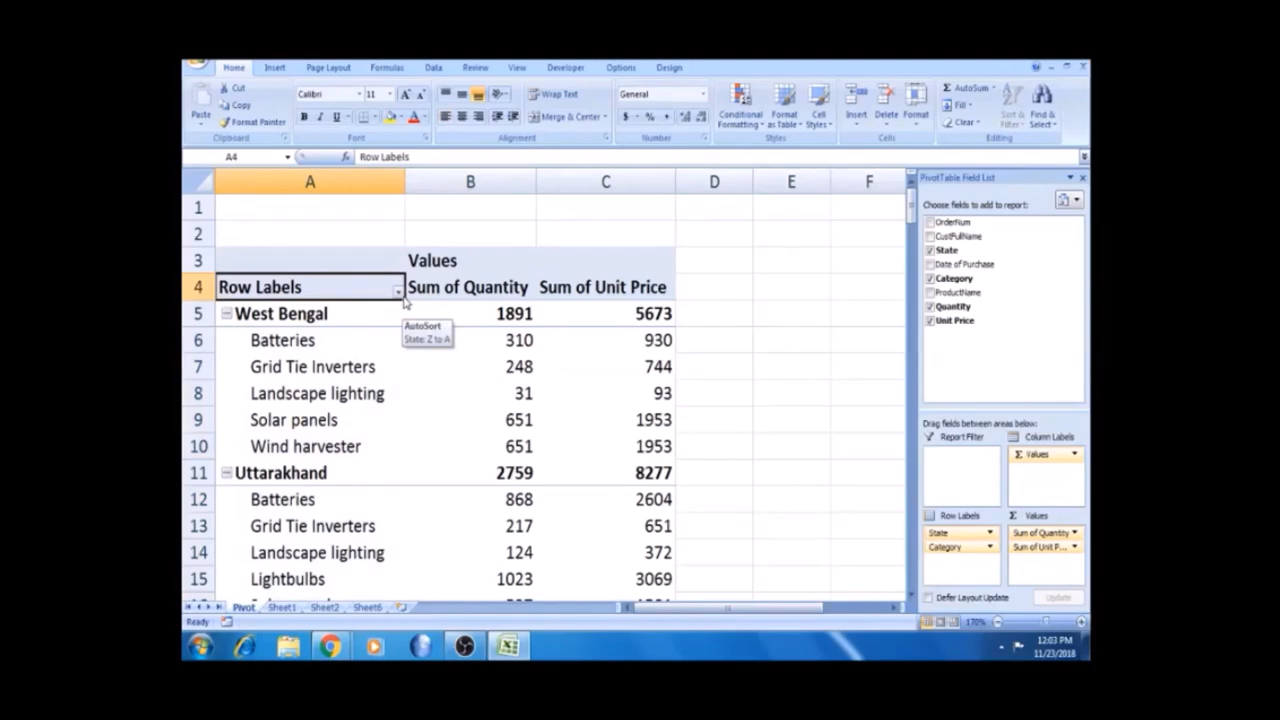 Home Insert Page Layout Formulas Data Review View Developer Options Design
Cut
Copy
Format Painter
Paste
Clipboard
Calibri 11
B I U
Font
Wrap Text
Merge & Center
Alignment
General
$ % ,
Number
Conditional Formatting
Format as Table
Cell Styles
Styles
Insert Delete Format
Cells
Σ AutoSum
Fill
Clear
Sort & Filter
Find & Select
Editing
A4 fx Row Labels
A B C D E F
1
2
3 Values
4 Row Labels Sum of Quantity Sum of Unit Price
5 West Bengal 1891 5673
6 Batteries 310 930
7 Grid Tie Inverters 248 744
8 Landscape lighting 31 93
9 Solar panels 651 1953
10 Wind harvester 651 1953
11 Uttarakhand 2759 8277
12 Batteries 868 2604
13 Grid Tie Inverters 217 651
14 Landscape lighting 124 372
15 Lightbulbs 1023 3069
AutoSort
State: Z to A
PivotTable Field List
Choose fields to add to report:
OrderNum
CustFullName
State
Date of Purchase
Category
ProductName
Quantity
Unit Price
Drag fields between areas below:
Report Filter Column Labels
Σ Values
Row Labels Σ Values
State Sum of Quantity
Category Sum of Unit P...
Defer Layout Update Update
Pivot Sheet1 Sheet2 Sheet6
Ready 170%
12:03 PM
11/23/2018